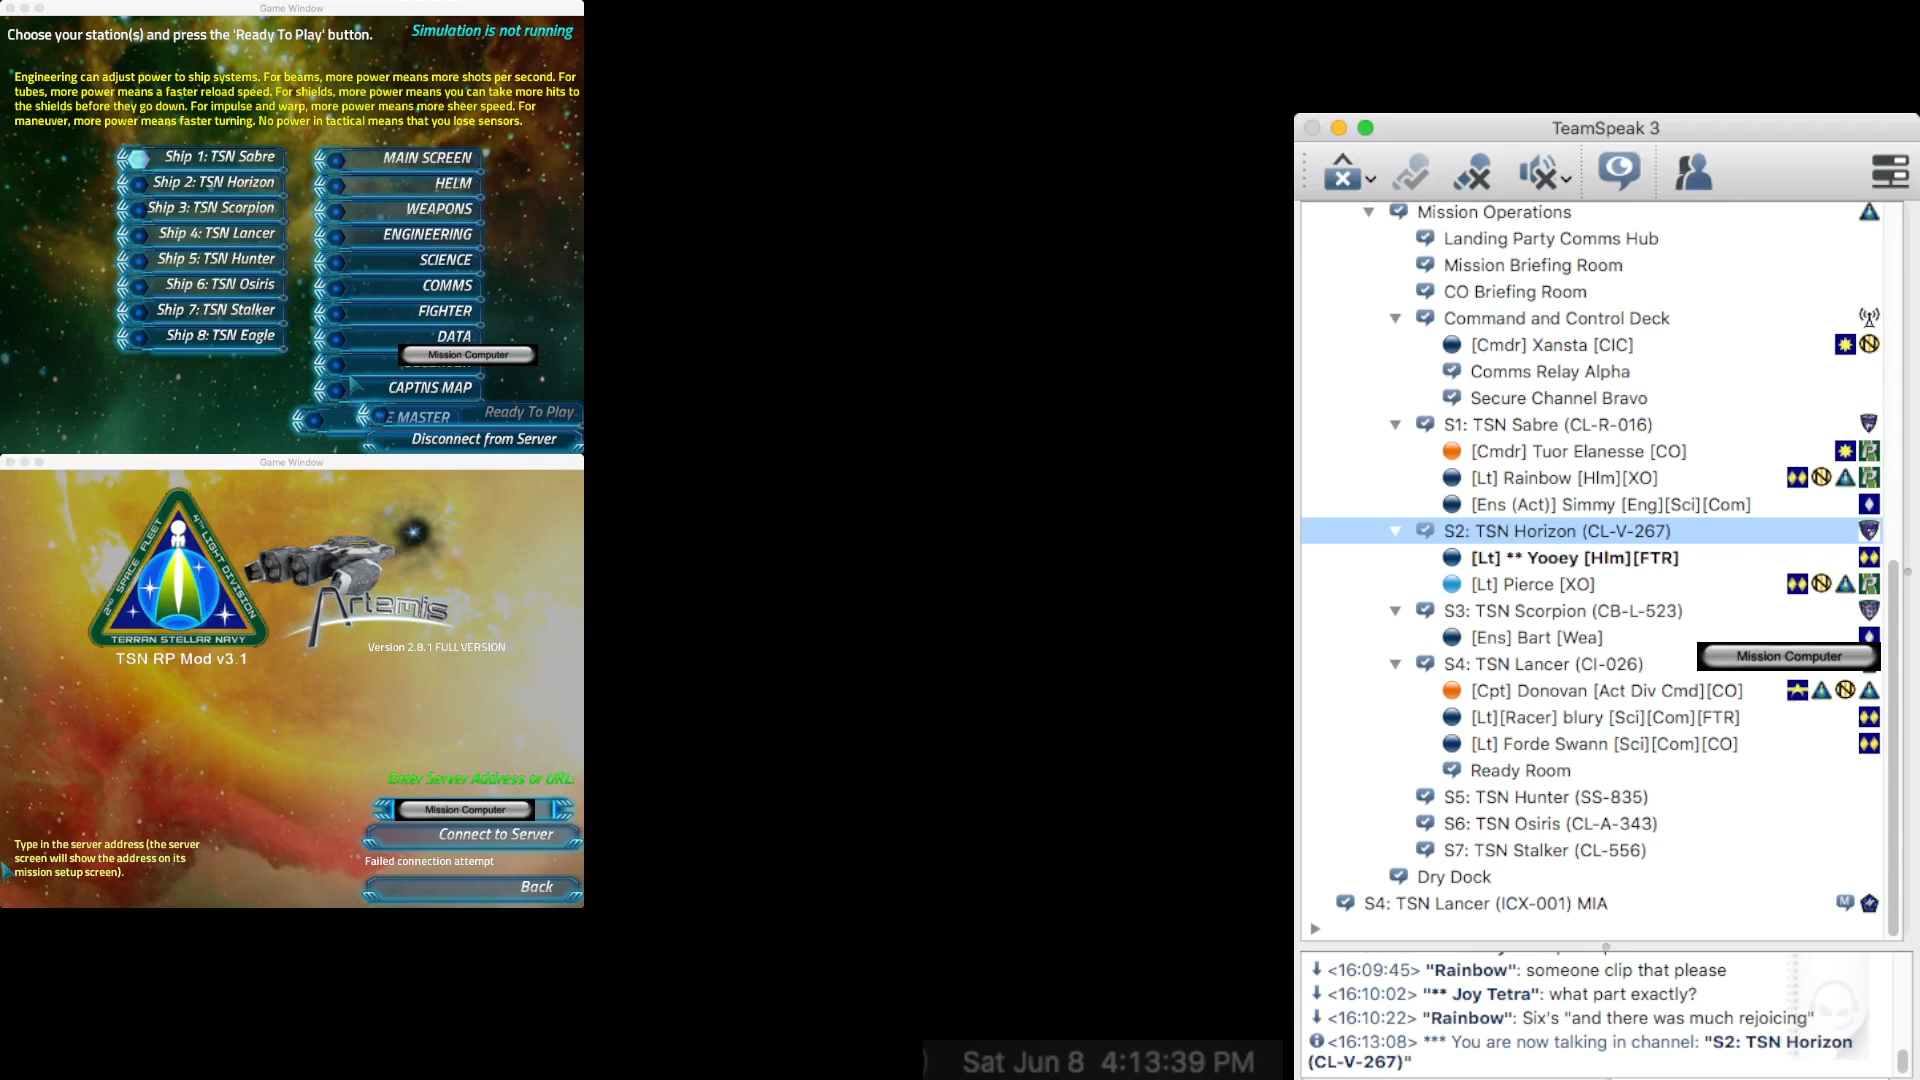 Game Window
Choose your station(s) and press the 'Ready To Play' button.
Simulation is not running
Engineering can adjust power to ship systems. For beams, more power means more shots per second. For
tubes, more power means a faster reload speed. For shields, more power means you can take more hits to
the shields before they go down. For impulse and warp, more power means more sheer speed. For
maneuver, more power means faster turning. No power in tactical means that you lose sensors.
Ship 1: TSN Sabre
Ship 2: TSN Horizon
Ship 3: TSN Scorpion
Ship 4: TSN Lancer
Ship 5: TSN Hunter
Ship 6: TSN Osiris
Ship 7: TSN Stalker
Ship 8: TSN Eagle
MAIN SCREEN
HELM
WEAPONS
ENGINEERING
SCIENCE
COMMS
FIGHTER
DATA
Mission Computer
CAPTNS MAP
E MASTER
Ready To Play
Disconnect from Server
Game Window
2ND SPACE FLEET
4TH LIGHT DIVISION
TERRAN STELLAR NAVY
TSN RP Mod v3.1
Artemis
Version 2.8.1 FULL VERSION
Enter Server Address or URL:
Mission Computer
Connect to Server
Failed connection attempt
Back
Type in the server address (the server
screen will show the address on its
mission setup screen).
Sat Jun 8 4:13:39 PM
TeamSpeak 3
Mission Operations
Landing Party Comms Hub
Mission Briefing Room
CO Briefing Room
Command and Control Deck
[Cmdr] Xansta [CIC]
Comms Relay Alpha
Secure Channel Bravo
S1: TSN Sabre (CL-R-016)
[Cmdr] Tuor Elanesse [CO]
[Lt] Rainbow [Hlm][XO]
[Ens (Act)] Simmy [Eng][Sci][Com]
S2: TSN Horizon (CL-V-267)
[Lt] ** Yooey [Hlm][FTR]
[Lt] Pierce [XO]
S3: TSN Scorpion (CB-L-523)
[Ens] Bart [Wea]
Mission Computer
S4: TSN Lancer (CI-026)
[Cpt] Donovan [Act Div Cmd][CO]
[Lt][Racer] blury [Sci][Com][FTR]
[Lt] Forde Swann [Sci][Com][CO]
Ready Room
S5: TSN Hunter (SS-835)
S6: TSN Osiris (CL-A-343)
S7: TSN Stalker (CL-556)
Dry Dock
S4: TSN Lancer (ICX-001) MIA
M
<16:09:45> "Rainbow": someone clip that please
<16:10:02> "** Joy Tetra": what part exactly?
<16:10:22> "Rainbow": Six's "and there was much rejoicing"
<16:13:08> *** You are now talking in channel: "S2: TSN Horizon
(CL-V-267)"